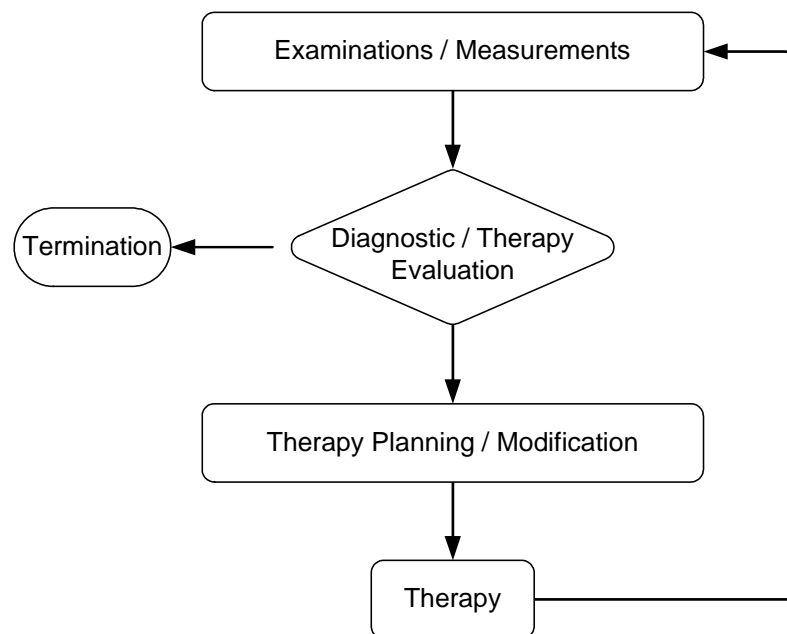 Examinations / Measurements
Diagnostic / Therapy
Evaluation
Termination
Therapy Planning / Modification
Therapy